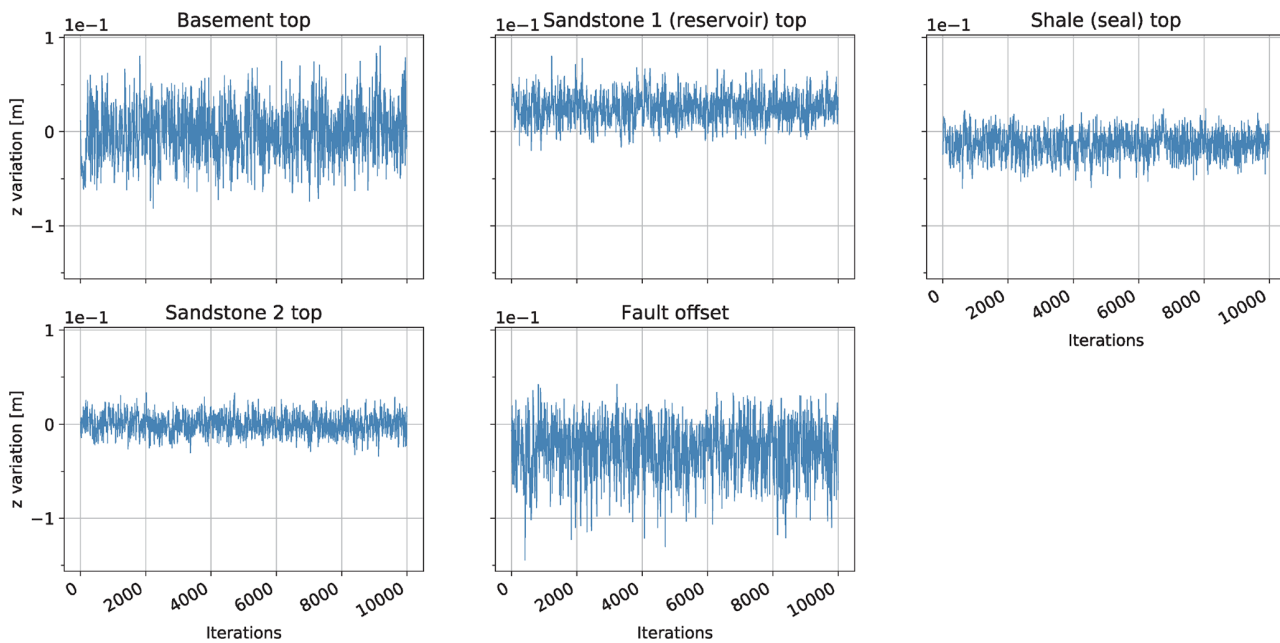 Basement top
Sandstone 1 (reservoir) top
Shale (seal) top
1e−1
1e−1
1e−1
z variation [m]
1
0
−1
0
2000
4000
6000
8000
10000
Iterations
Sandstone 2 top
Fault offset
1e−1
1e−1
z variation [m]
1
0
−1
0
2000
4000
6000
8000
10000
Iterations
0
2000
4000
6000
8000
10000
Iterations